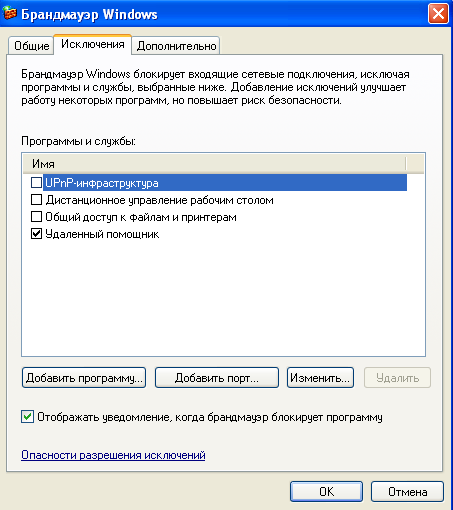 Брандмауэр Windows
Общие
Исключения
Дополнительно
Брандмауэр Windows блокирует входящие сетевые подключения, исключая
программы и службы, выбранные ниже. Добавление исключений улучшает
работу некоторых программ, но повышает риск безопасности.
Программы и службы:
Имя
UPnP-инфраструктура
Дистанционное управление рабочим столом
Общий доступ к файлам и принтерам
Удаленный помощник
Добавить программу...
Добавить порт...
Изменить...
Удалить
Отображать уведомление, когда брандмауэр блокирует программу
Опасности разрешения исключений
OK
Отмена